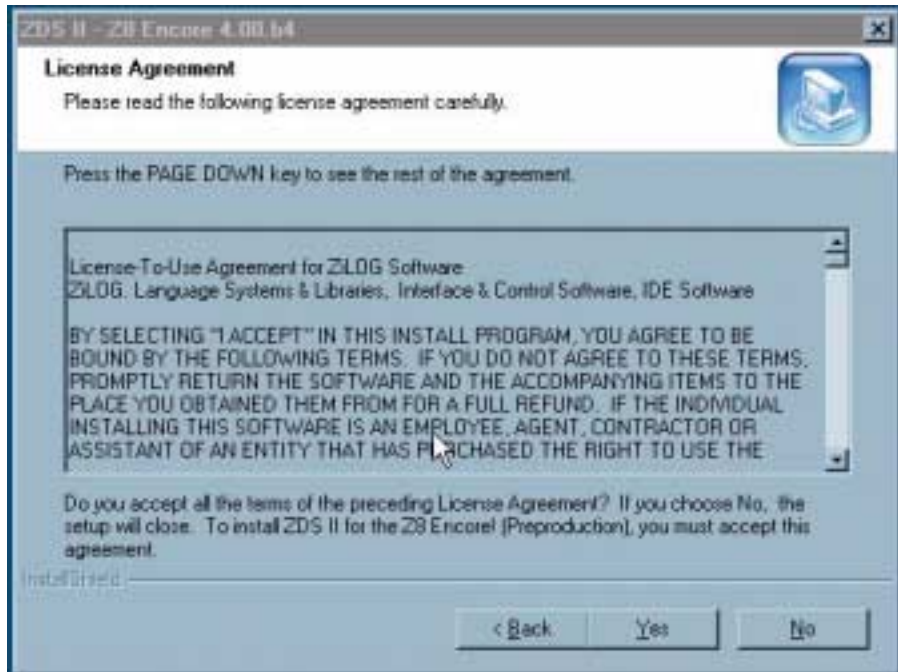 ZDS II - Z8 Encore 4.00.b4
License Agreement
Please read the following license agreement carefully.
Press the PAGE DOWN key to see the rest of the agreement.
License-To-Use Agreement for ZiLOG Software
ZiLOG. Language Systems & Libraries, Interface & Control Software, IDE Software
BY SELECTING "I ACCEPT" IN THIS INSTALL PROGRAM, YOU AGREE TO BE
BOUND BY THE FOLLOWING TERMS. IF YOU DO NOT AGREE TO THESE TERMS,
PROMPTLY RETURN THE SOFTWARE AND THE ACCOMPANYING ITEMS TO THE
PLACE YOU OBTAINED THEM FROM FOR A FULL REFUND. IF THE INDIVIDUAL
INSTALLING THIS SOFTWARE IS AN EMPLOYEE, AGENT, CONTRACTOR OR
ASSISTANT OF AN ENTITY THAT HAS PURCHASED THE RIGHT TO USE THE
Do you accept all the terms of the preceding License Agreement? If you choose No, the
setup will close. To install ZDS II for the Z8 Encore! (Preproduction), you must accept this
agreement.
InstallShield
< Back
Yes
No